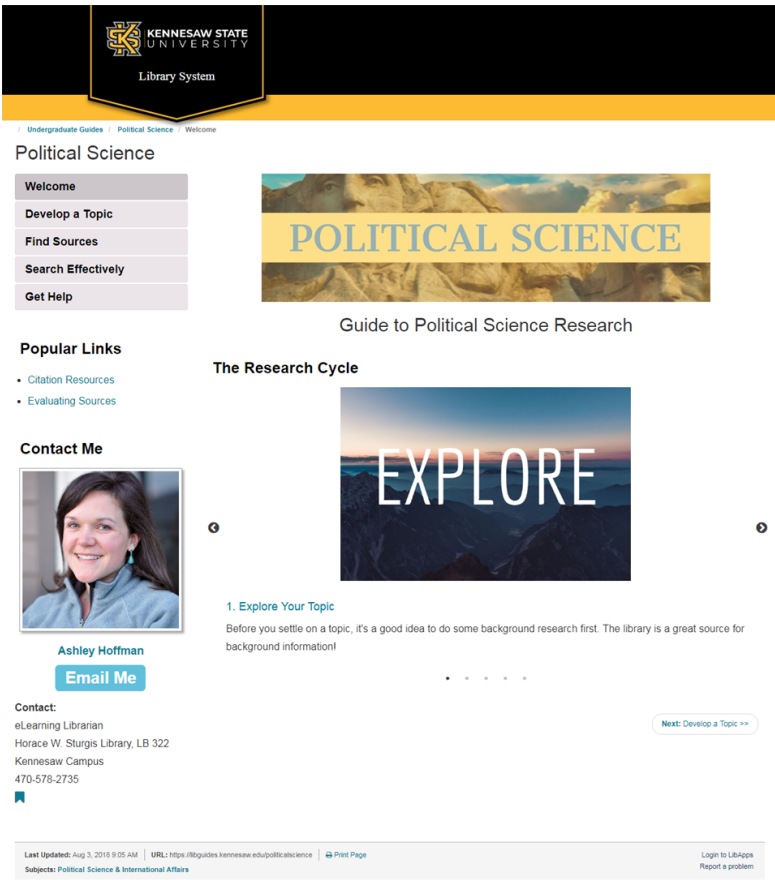 KENNESAW STATE
UNIVERSITY
Library System
/ Undergraduate Guides / Political Science / Welcome
Political Science
Welcome
Develop a Topic
Find Sources
Search Effectively
Get Help
Popular Links
Citation Resources
Evaluating Sources
Contact Me
Ashley Hoffman
Email Me
Contact:
eLearning Librarian
Horace W. Sturgis Library, LB 322
Kennesaw Campus
470-578-2735
POLITICAL SCIENCE
Guide to Political Science Research
The Research Cycle
EXPLORE
1. Explore Your Topic
Before you settle on a topic, it's a good idea to do some background research first. The library is a great source for
background information!
Next: Develop a Topic >>
Last Updated: Aug 3, 2018 9:05 AM URL: https://libguides.kennesaw.edu/politicalscience Print Page
Subjects: Political Science & International Affairs
Login to LibApps
Report a problem